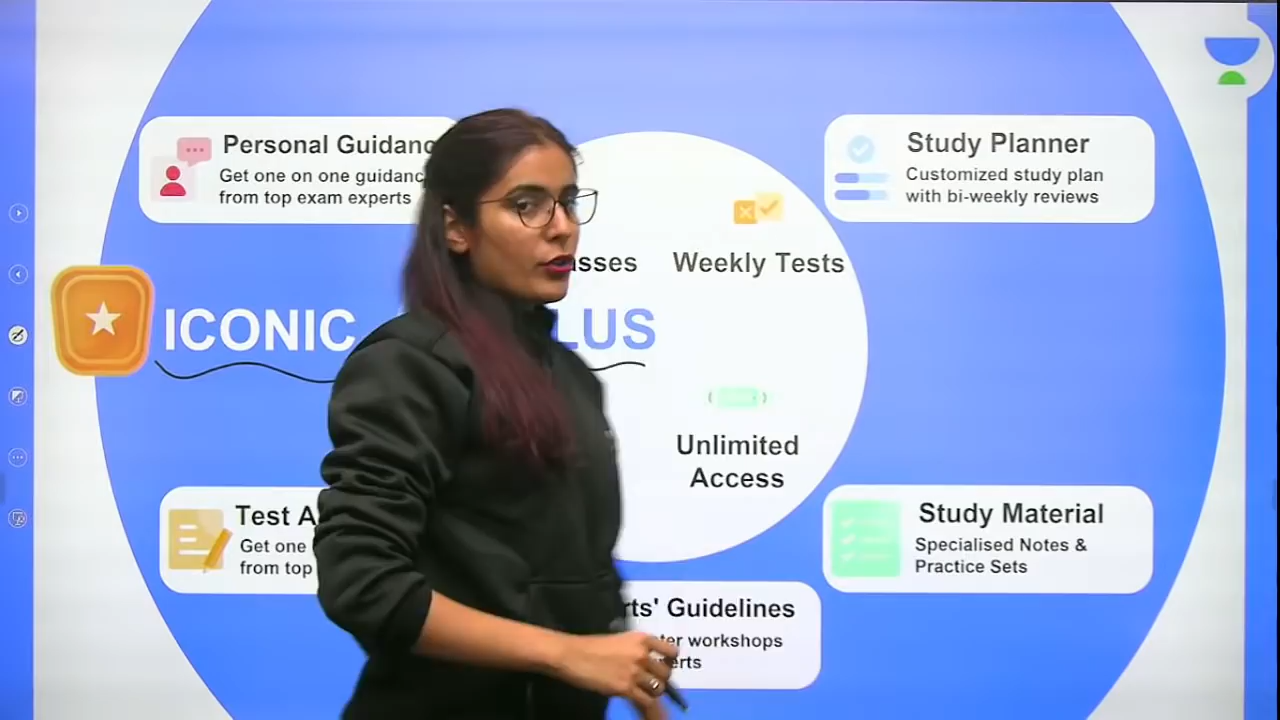 Personal Guidanc
Get one on one guidanc
from top exam experts
Study Planner
Customized study plan
with bi-weekly reviews
asses
Weekly Tests
ICONIC
LUS
Unlimited
Access
Test A
Get one
from top
Study Material
Specialised Notes &
Practice Sets
rts' Guidelines
ter workshops
erts